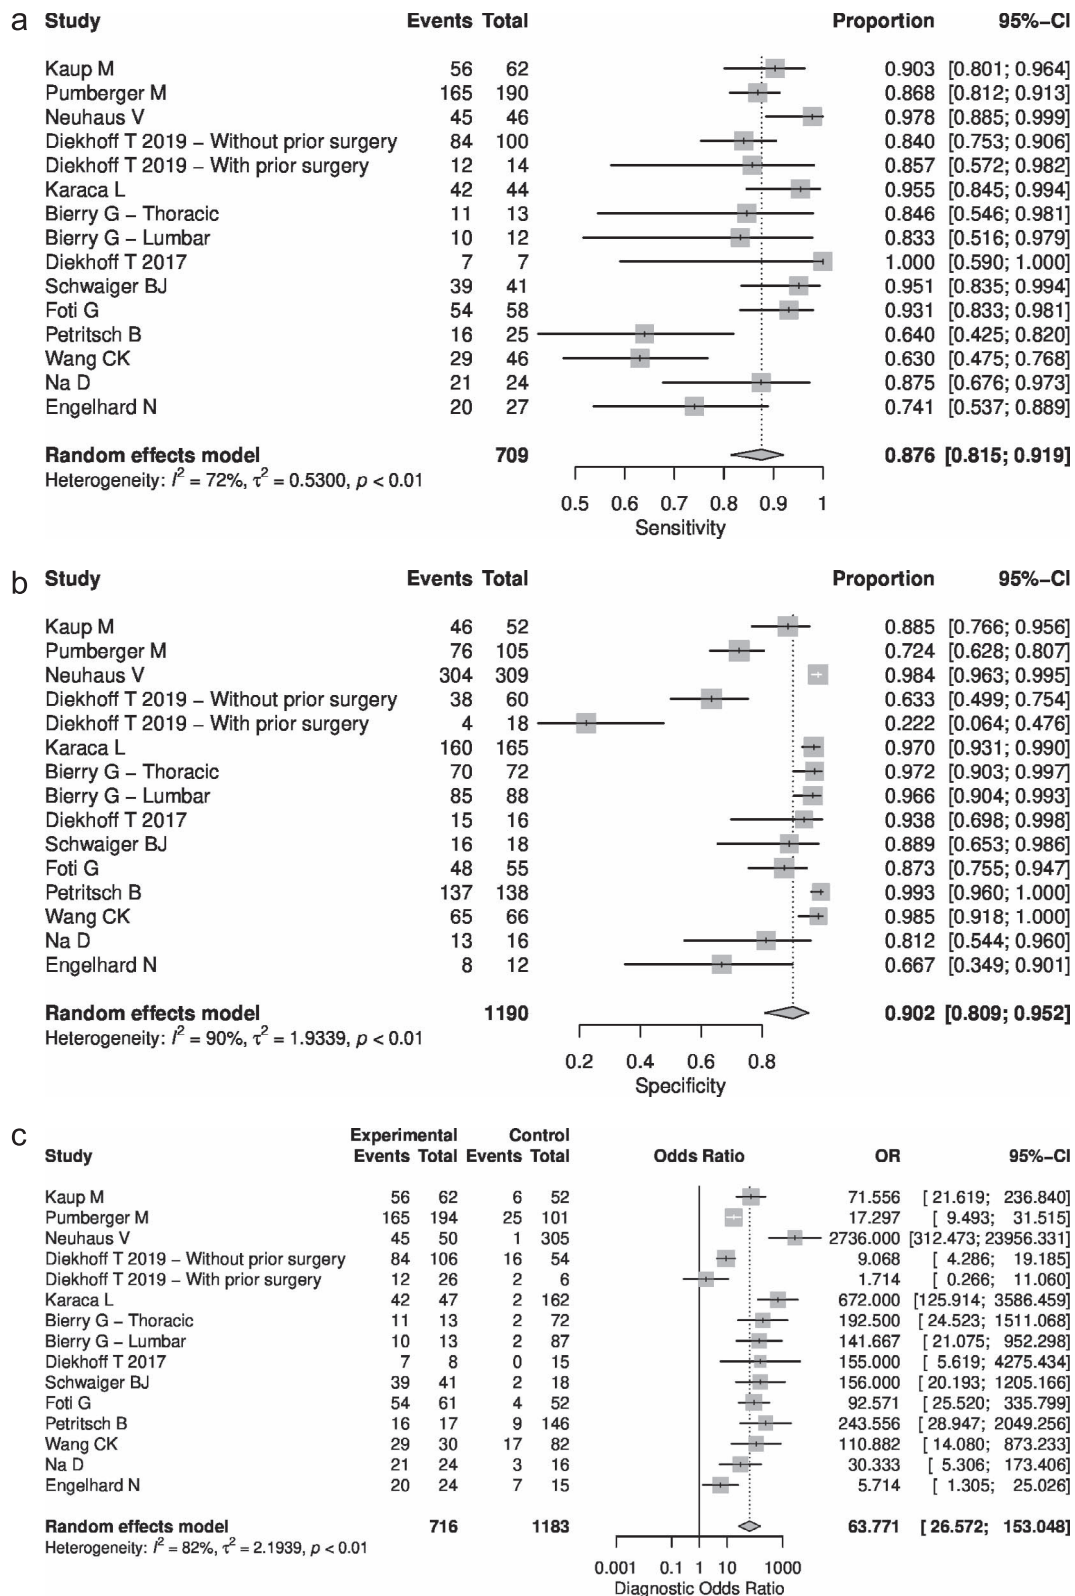 a Study Events Total Proportion 95%−CI
Kaup M 56 62 0.903 [0.801; 0.964]
Pumberger M 165 190 0.868 [0.812; 0.913]
Neuhaus V 45 46 0.978 [0.885; 0.999]
Diekhoff T 2019 − Without prior surgery 84 100 0.840 [0.753; 0.906]
Diekhoff T 2019 − With prior surgery 12 14 0.857 [0.572; 0.982]
Karaca L 42 44 0.955 [0.845; 0.994]
Bierry G − Thoracic 11 13 0.846 [0.546; 0.981]
Bierry G − Lumbar 10 12 0.833 [0.516; 0.979]
Diekhoff T 2017 7 7 1.000 [0.590; 1.000]
Schwaiger BJ 39 41 0.951 [0.835; 0.994]
Foti G 54 58 0.931 [0.833; 0.981]
Petritsch B 16 25 0.640 [0.425; 0.820]
Wang CK 29 46 0.630 [0.475; 0.768]
Na D 21 24 0.875 [0.676; 0.973]
Engelhard N 20 27 0.741 [0.537; 0.889]
Random effects model 709 0.876 [0.815; 0.919]
Heterogeneity: I² = 72%, τ² = 0.5300, p < 0.01
0.5 0.6 0.7 0.8 0.9 1
Sensitivity
b Study Events Total Proportion 95%−CI
Kaup M 46 52 0.885 [0.766; 0.956]
Pumberger M 76 105 0.724 [0.628; 0.807]
Neuhaus V 304 309 0.984 [0.963; 0.995]
Diekhoff T 2019 − Without prior surgery 38 60 0.633 [0.499; 0.754]
Diekhoff T 2019 − With prior surgery 4 18 0.222 [0.064; 0.476]
Karaca L 160 165 0.970 [0.931; 0.990]
Bierry G − Thoracic 70 72 0.972 [0.903; 0.997]
Bierry G − Lumbar 85 88 0.966 [0.904; 0.993]
Diekhoff T 2017 15 16 0.938 [0.698; 0.998]
Schwaiger BJ 16 18 0.889 [0.653; 0.986]
Foti G 48 55 0.873 [0.755; 0.947]
Petritsch B 137 138 0.993 [0.960; 1.000]
Wang CK 65 66 0.985 [0.918; 1.000]
Na D 13 16 0.812 [0.544; 0.960]
Engelhard N 8 12 0.667 [0.349; 0.901]
Random effects model 1190 0.902 [0.809; 0.952]
Heterogeneity: I² = 90%, τ² = 1.9339, p < 0.01
0.2 0.4 0.6 0.8
Specificity
c Experimental Control
Study Events Total Events Total Odds Ratio OR 95%−CI
Kaup M 56 62 6 52 71.556 [ 21.619; 236.840]
Pumberger M 165 194 25 101 17.297 [ 9.493; 31.515]
Neuhaus V 45 50 1 305 2736.000 [312.473; 23956.331]
Diekhoff T 2019 − Without prior surgery 84 106 16 54 9.068 [ 4.286; 19.185]
Diekhoff T 2019 − With prior surgery 12 26 2 6 1.714 [ 0.266; 11.060]
Karaca L 42 47 2 162 672.000 [125.914; 3586.459]
Bierry G − Thoracic 11 13 2 72 192.500 [ 24.523; 1511.068]
Bierry G − Lumbar 10 13 2 87 141.667 [ 21.075; 952.298]
Diekhoff T 2017 7 8 0 15 155.000 [ 5.619; 4275.434]
Schwaiger BJ 39 41 2 18 156.000 [ 20.193; 1205.166]
Foti G 54 61 4 52 92.571 [ 25.520; 335.799]
Petritsch B 16 17 9 146 243.556 [ 28.947; 2049.256]
Wang CK 29 30 17 82 110.882 [ 14.080; 873.233]
Na D 21 24 3 16 30.333 [ 5.306; 173.406]
Engelhard N 20 24 7 15 5.714 [ 1.305; 25.026]
Random effects model 716 1183 63.771 [ 26.572; 153.048]
Heterogeneity: I² = 82%, τ² = 2.1939, p < 0.01
0.001 0.1 1 10 1000
Diagnostic Odds Ratio